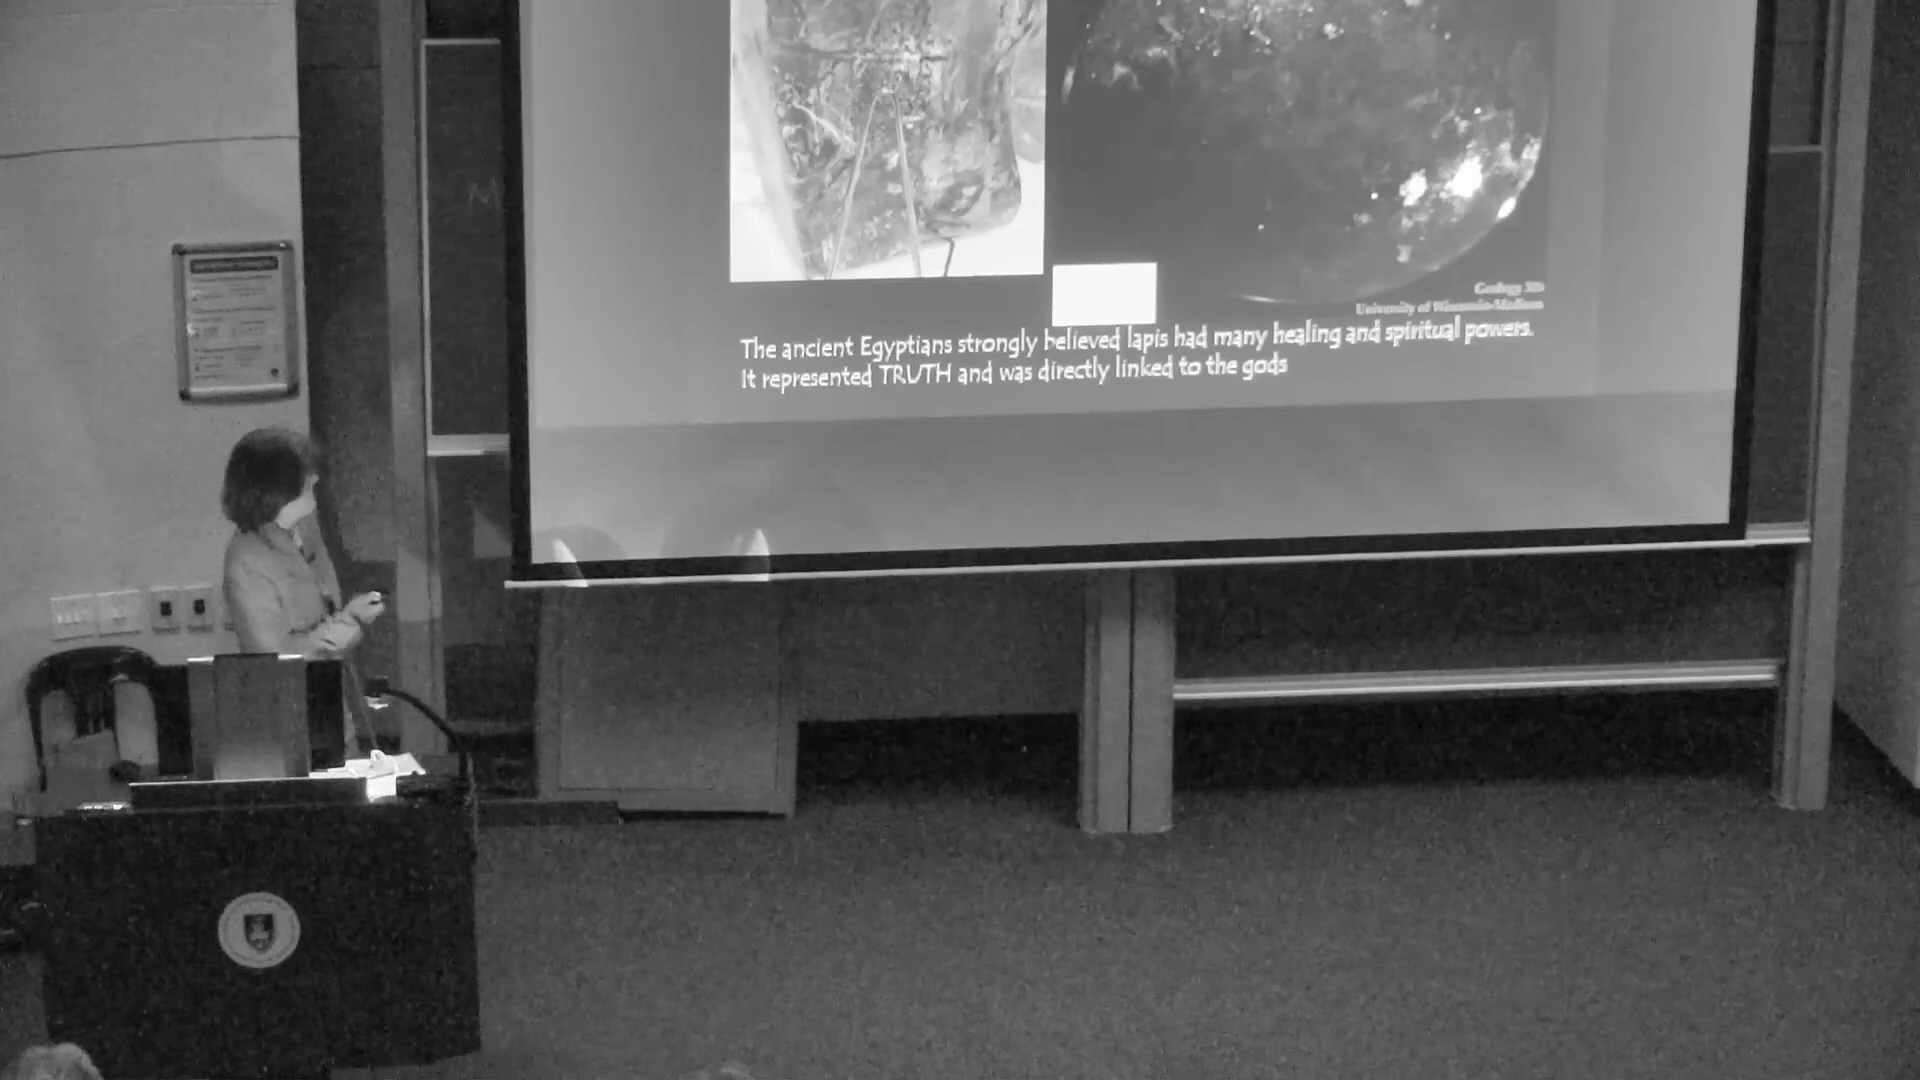 Geology 306
University of Wisconsin-Madison
The ancient Egyptians strongly believed lapis had many healing and spiritual powers.
It represented TRUTH and was directly linked to the gods